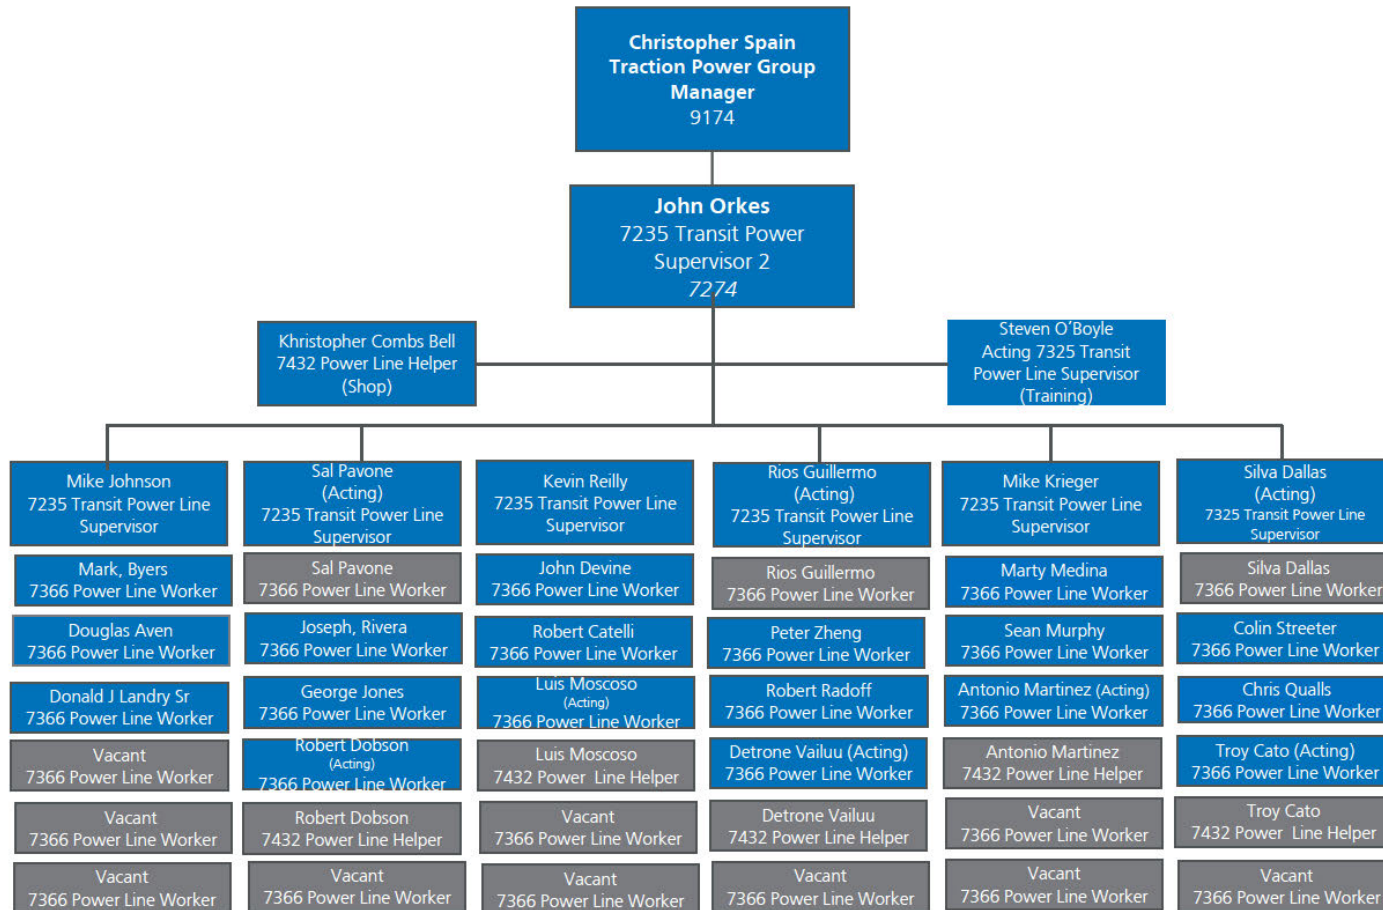 Christopher Spain
Traction Power Group
Manager
9174
John Orkes
7235 Transit Power
Supervisor 2
7274
Khristopher Combs Bell
7432 Power Line Helper
(Shop)
Steven O'Boyle
Acting 7325 Transit
Power Line Supervisor
(Training)
Mike Johnson
7235 Transit Power Line
Supervisor
Mark, Byers
7366 Power Line Worker
Douglas Aven
7366 Power Line Worker
Donald J Landry Sr
7366 Power Line Worker
Vacant
7366 Power Line Worker
Vacant
7366 Power Line Worker
Vacant
7366 Power Line Worker
Sal Pavone
(Acting)
7235 Transit Power Line
Supervisor
Sal Pavone
7366 Power Line Worker
Joseph, Rivera
7366 Power Line Worker
George Jones
7366 Power Line Worker
Robert Dobson
(Acting)
7366 Power Line Worker
Robert Dobson
7432 Power Line Helper
Vacant
7366 Power Line Worker
Kevin Reilly
7235 Transit Power Line
Supervisor
John Devine
7366 Power Line Worker
Robert Catelli
7366 Power Line Worker
Luis Moscoso
(Acting)
7366 Power Line Worker
Luis Moscoso
7432 Power Line Helper
Vacant
7366 Power Line Worker
Vacant
7366 Power Line Worker
Rios Guillermo
(Acting)
7235 Transit Power Line
Supervisor
Rios Guillermo
7366 Power Line Worker
Peter Zheng
7366 Power Line Worker
Robert Radoff
7366 Power Line Worker
Detrone Vailuu (Acting)
7366 Power Line Worker
Detrone Vailuu
7432 Power Line Helper
Vacant
7366 Power Line Worker
Mike Krieger
7235 Transit Power Line
Supervisor
Marty Medina
7366 Power Line Worker
Sean Murphy
7366 Power Line Worker
Antonio Martinez (Acting)
7366 Power Line Worker
Antonio Martinez
7432 Power Line Helper
Vacant
7366 Power Line Worker
Vacant
7366 Power Line Worker
Silva Dallas
(Acting)
7325 Transit Power Line
Supervisor
Silva Dallas
7366 Power Line Worker
Colin Streeter
7366 Power Line Worker
Chris Qualls
7366 Power Line Worker
Troy Cato (Acting)
7366 Power Line Worker
Troy Cato
7432 Power Line Helper
Vacant
7366 Power Line Worker